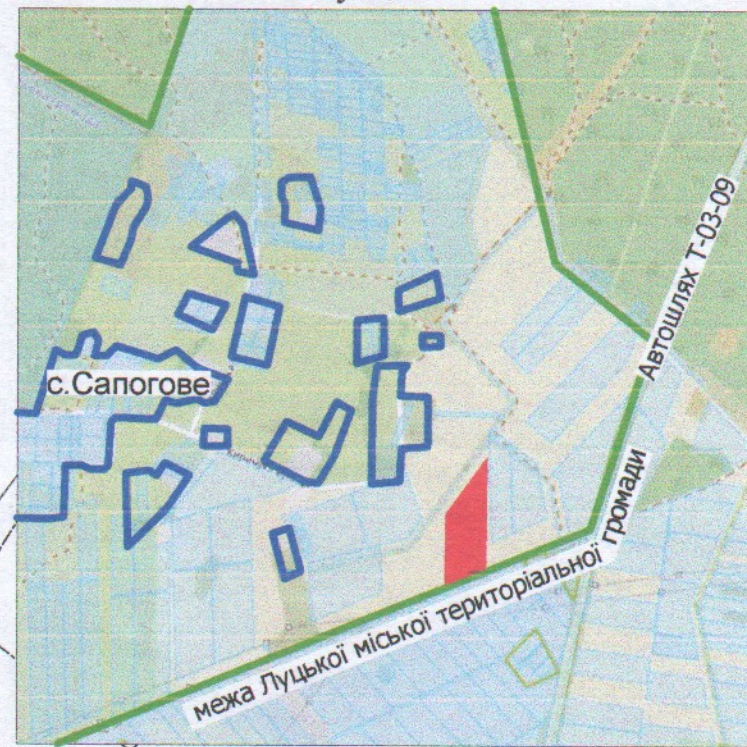 Автошлях Т-03-09
с.Сапогове
межа Луцької міської територіальної громади